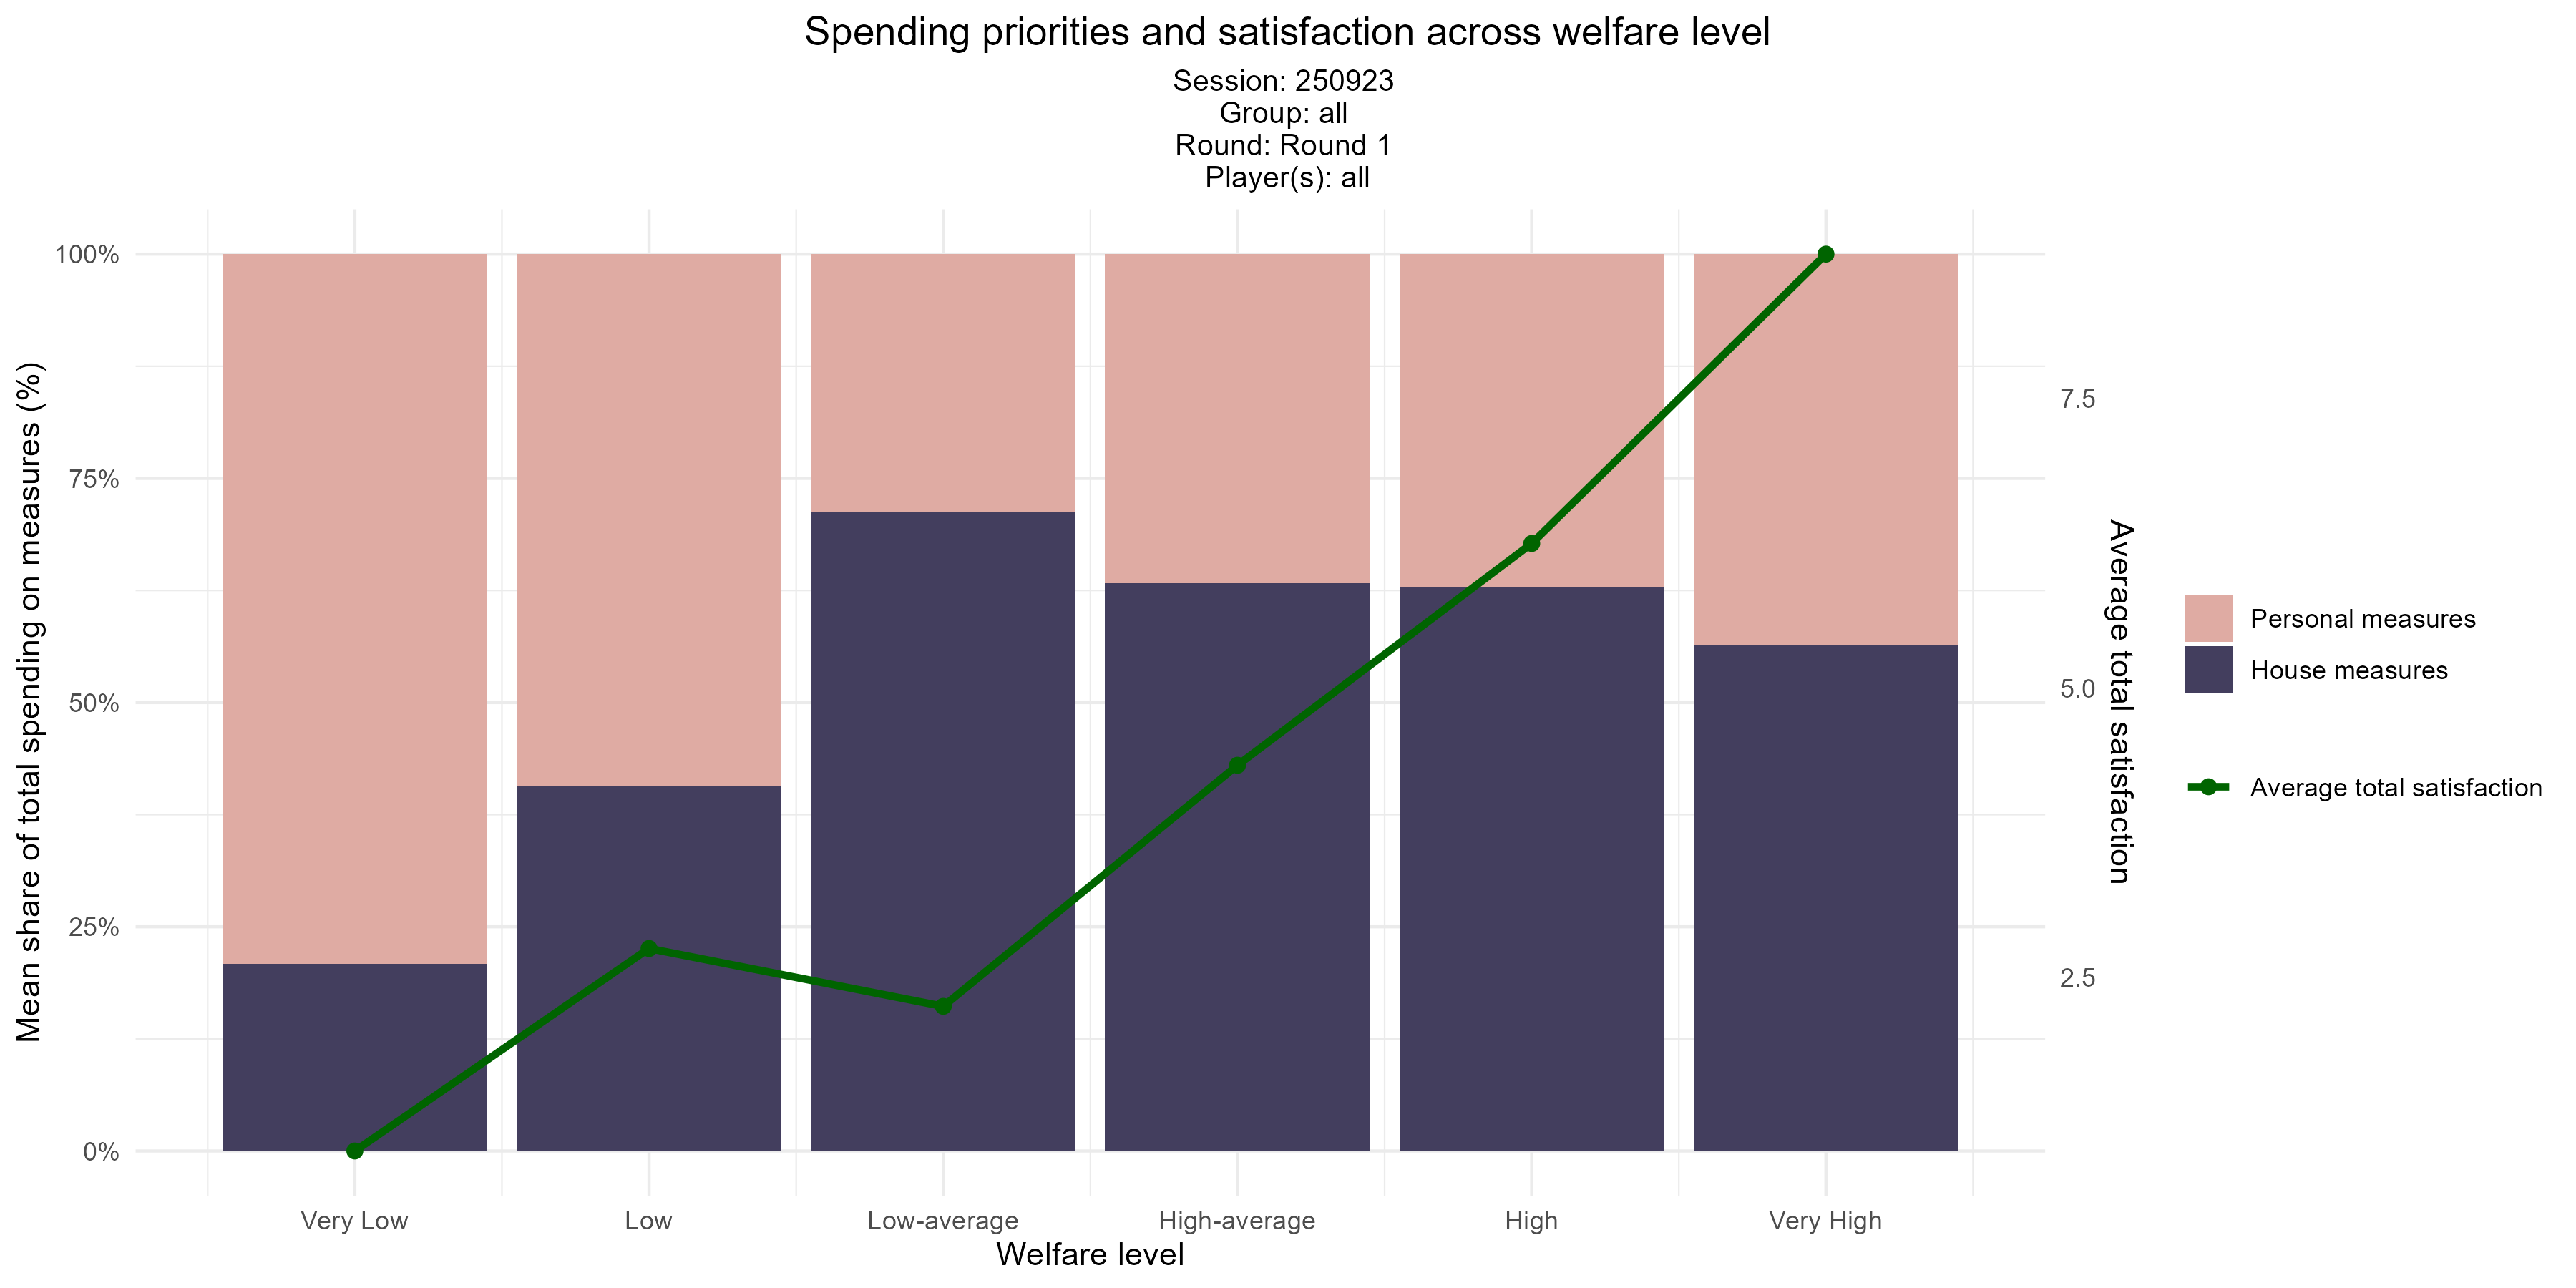 Spending priorities and satisfaction across welfare level
Session: 250923
Group: all
Round: Round 1
Player(s): all
Mean share of total spending on measures (%)
100%
75%
50%
25%
0%
7.5
5.0
2.5
Average total satisfaction
Personal measures
House measures
Average total satisfaction
Very Low
Low
Low-average
High-average
High
Very High
Welfare level